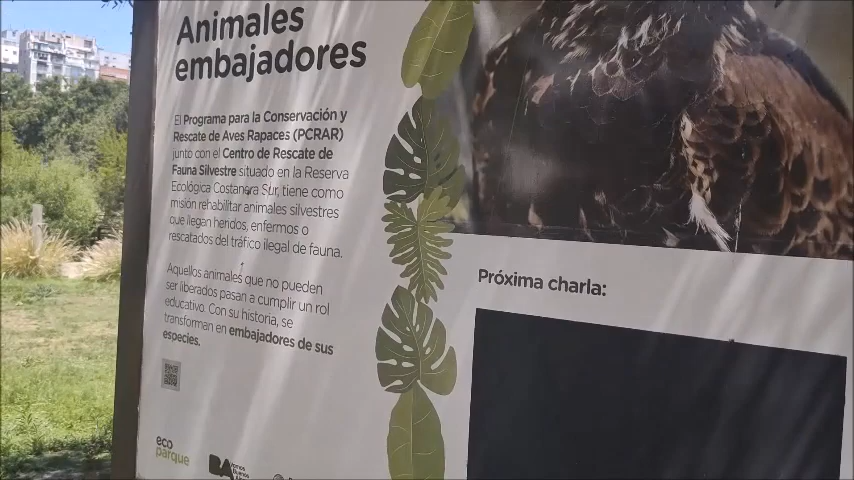 Animales
embajadores
El Programa para la Conservación y
Rescate de Aves Rapaces (PCRAR)
junto con el Centro de Rescate de
Fauna Silvestre situado en la Reserva
Ecológica Costanera Sur, tiene como
misión rehabilitar animales silvestres
que llegan heridos, enfermos o
rescatados del tráfico ilegal de fauna.
Aquellos animales que no pueden
ser liberados pasan a cumplir un rol
educativo. Con su historia, se
transforman en embajadores de sus
especies.
Próxima charla:
eco
parque
BA